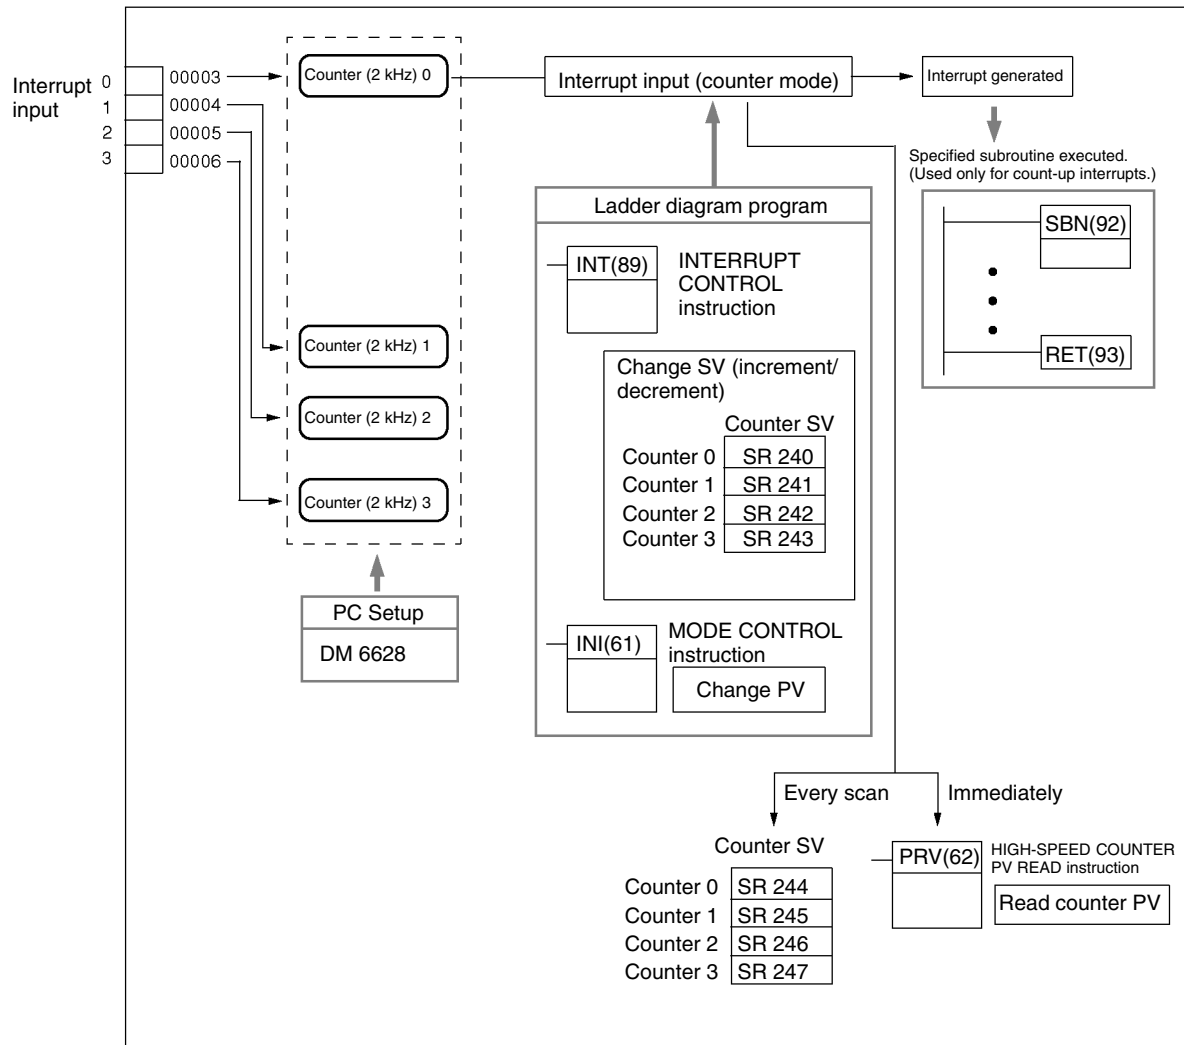 Interrupt
input
0
1
2
3
00003
00004
00005
00006
Counter (2 kHz) 0
Counter (2 kHz) 1
Counter (2 kHz) 2
Counter (2 kHz) 3
PC Setup
DM 6628
Interrupt input (counter mode)
Interrupt generated
Specified subroutine executed.
(Used only for count-up interrupts.)
SBN(92)
RET(93)
Ladder diagram program
INT(89)
INTERRUPT
CONTROL
instruction
Change SV (increment/
decrement)
Counter SV
Counter 0 SR 240
Counter 1 SR 241
Counter 2 SR 242
Counter 3 SR 243
INI(61)
MODE CONTROL
instruction
Change PV
Every scan
Immediately
Counter SV
Counter 0 SR 244
Counter 1 SR 245
Counter 2 SR 246
Counter 3 SR 247
PRV(62)
HIGH-SPEED COUNTER
PV READ instruction
Read counter PV